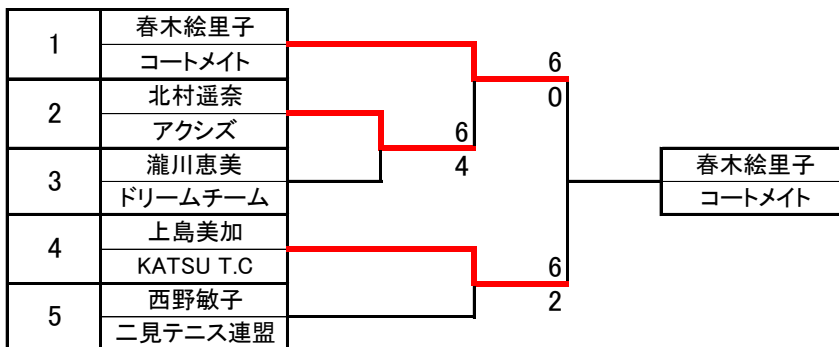 1
春木絵里子
コートメイト
2
北村遥奈
アクシズ
3
瀧川恵美
ドリームチーム
4
上島美加
KATSU T.C
5
西野敏子
二見テニス連盟
6
4
6
0
6
2
春木絵里子
コートメイト